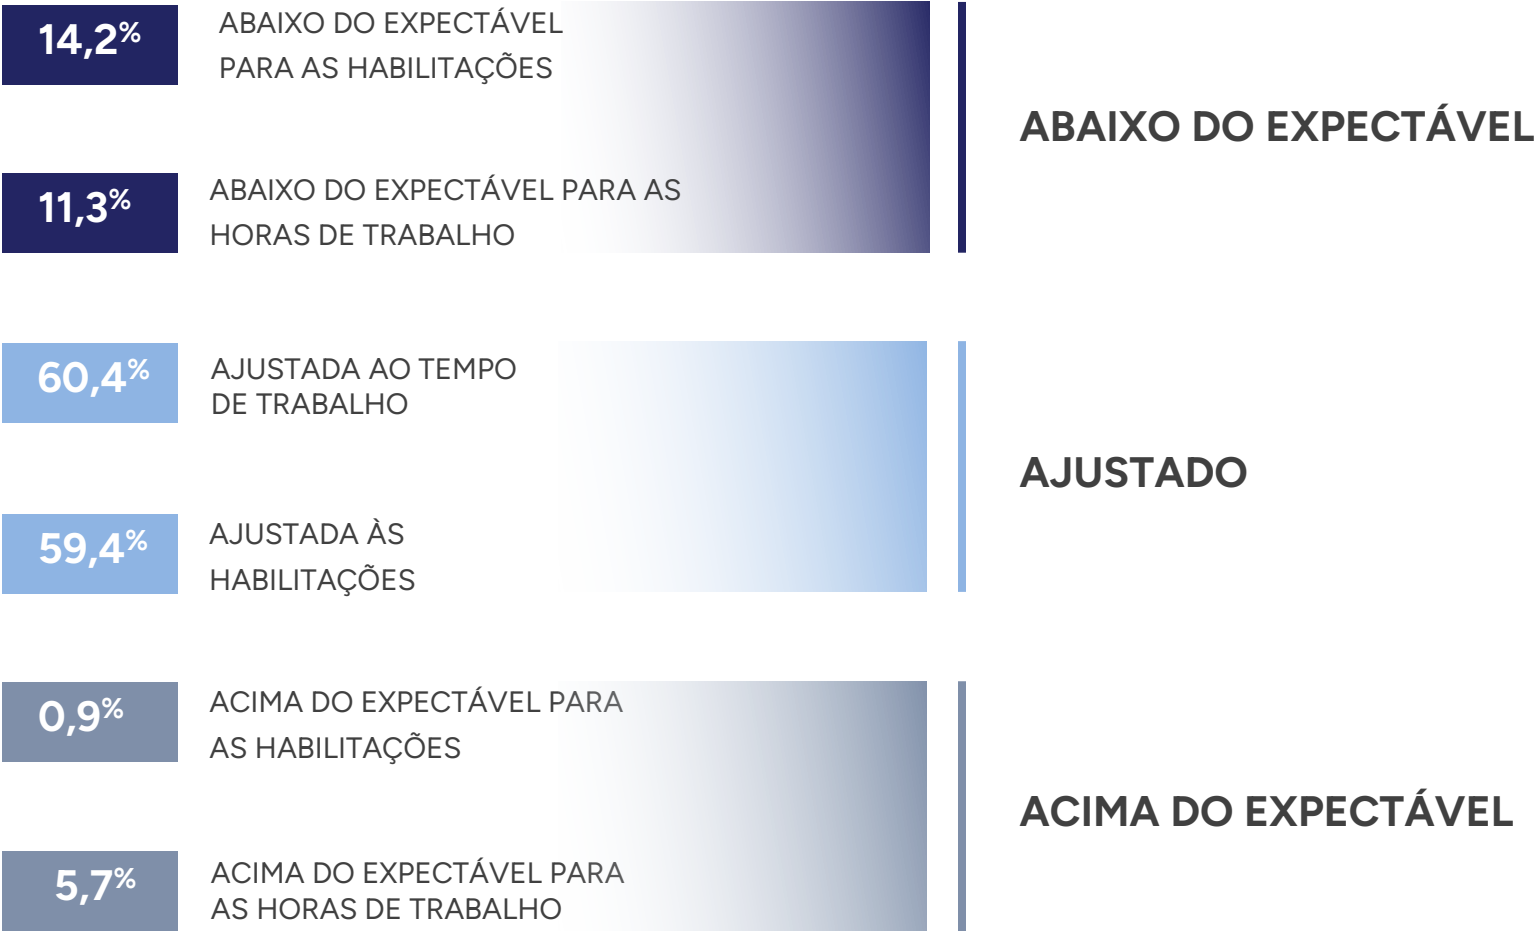 14,2%
ABAIXO DO EXPECTÁVEL
PARA AS HABILITAÇÕES
11,3%
ABAIXO DO EXPECTÁVEL PARA AS
HORAS DE TRABALHO
ABAIXO DO EXPECTÁVEL
60,4%
AJUSTADA AO TEMPO
DE TRABALHO
59,4%
AJUSTADA ÀS
HABILITAÇÕES
AJUSTADO
0,9%
ACIMA DO EXPECTÁVEL PARA
AS HABILITAÇÕES
5,7%
ACIMA DO EXPECTÁVEL PARA
AS HORAS DE TRABALHO
ACIMA DO EXPECTÁVEL